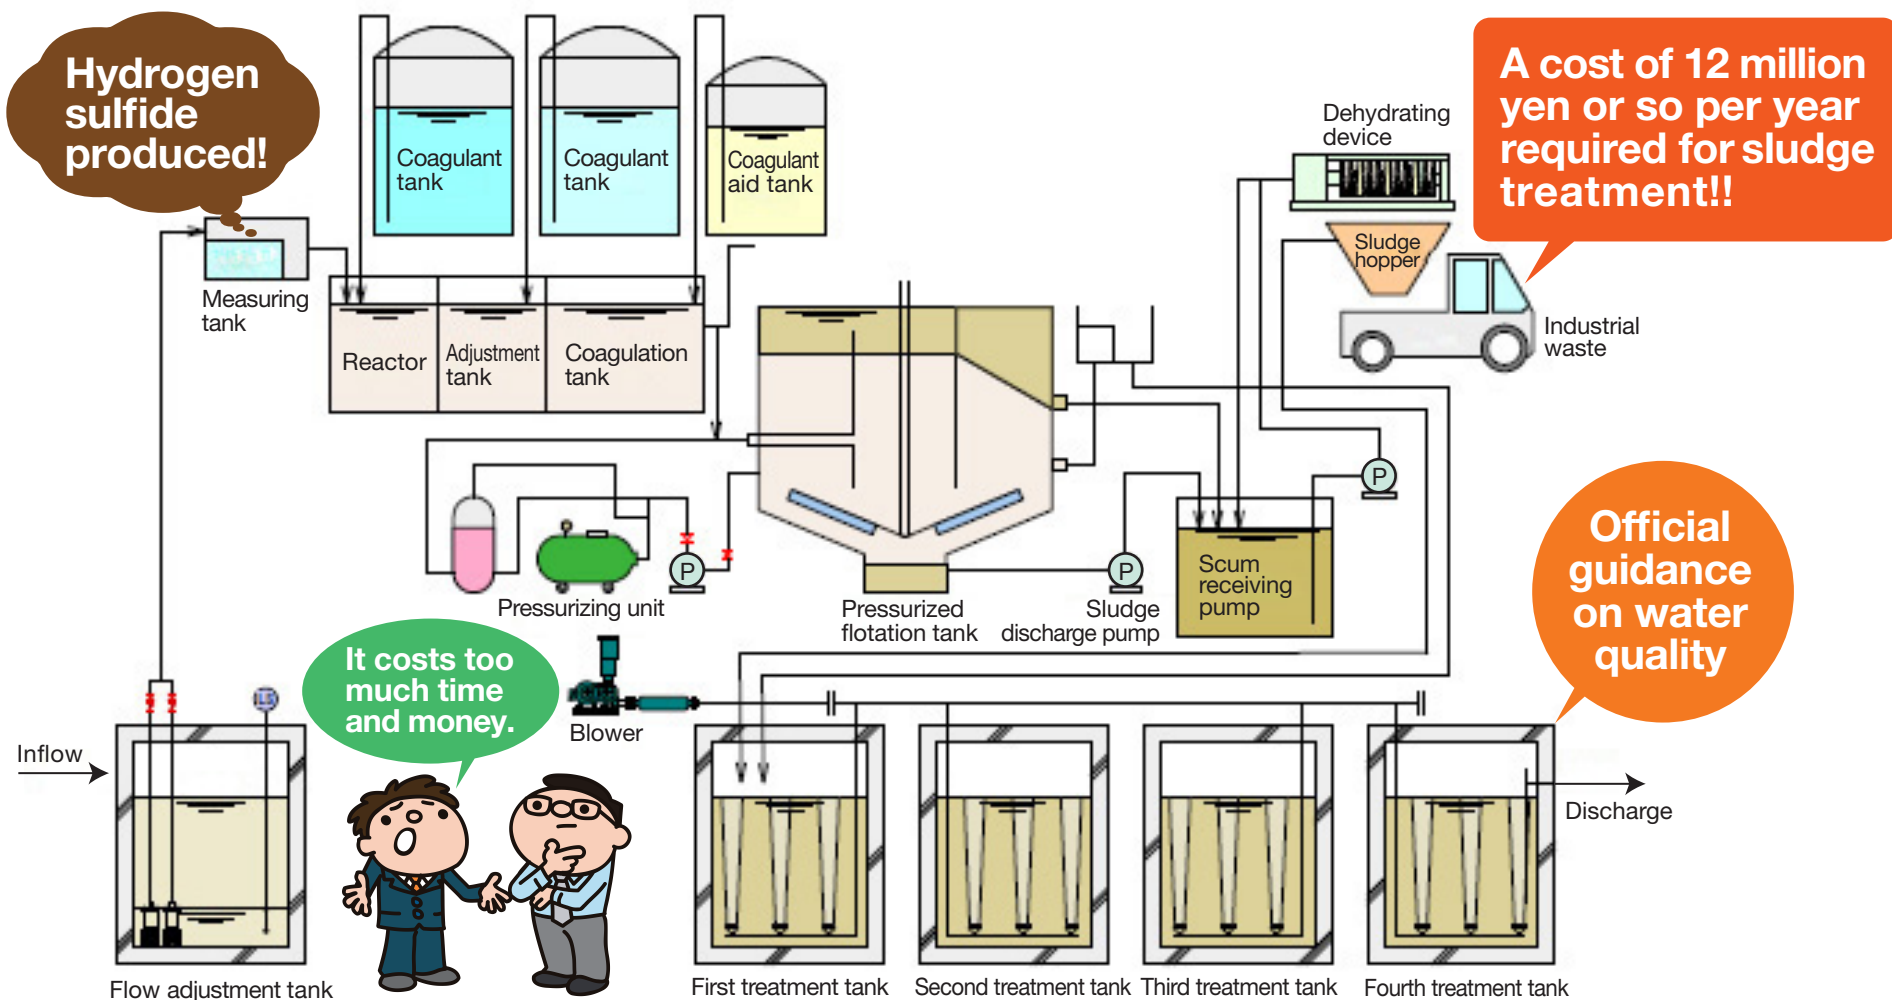 Hydrogen
sulfide
produced!
Coagulant
tank
Coagulant
tank
Coagulant
aid tank
Dehydrating
device
A cost of 12 million
yen or so per year
required for sludge
treatment!!
Sludge
hopper
Industrial
waste
Measuring
tank
Reactor
Adjustment
tank
Coagulation
tank
P
P
P
Pressurizing unit
Pressurized
flotation tank
Sludge
discharge pump
Scum
receiving
pump
Official
guidance
on water
quality
It costs too
much time
and money.
LS
Blower
Inflow
Discharge
Flow adjustment tank
First treatment tank
Second treatment tank
Third treatment tank
Fourth treatment tank